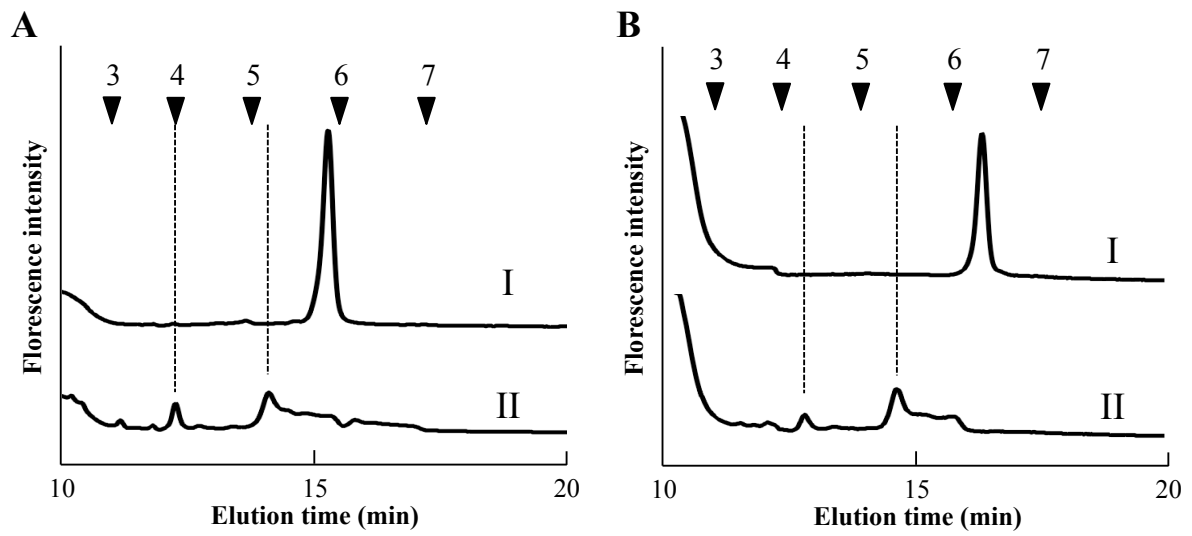 A
3 4 5 6 7
Florescence intensity
I
II
10 15 20
Elution time (min)
B
3 4 5 6 7
Florescence intensity
I
II
10 15 20
Elution time (min)